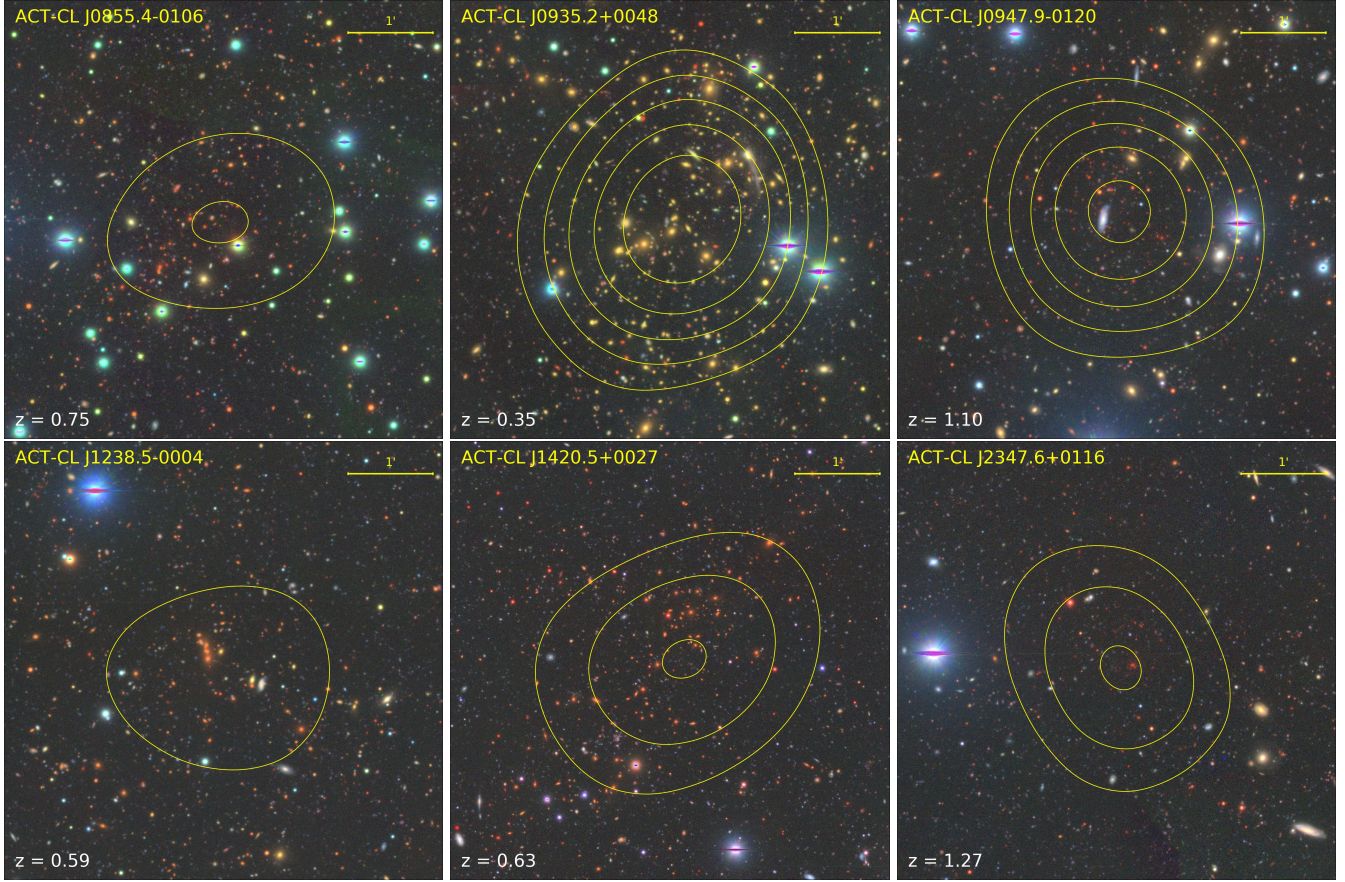 ACT-CL J0855.4-0106
1'
z = 0.75
ACT-CL J0935.2+0048
1'
z = 0.35
ACT-CL J0947.9-0120
1'
z = 1.10
ACT-CL J1238.5-0004
1'
z = 0.59
ACT-CL J1420.5+0027
1'
z = 0.63
ACT-CL J2347.6+0116
1'
z = 1.27